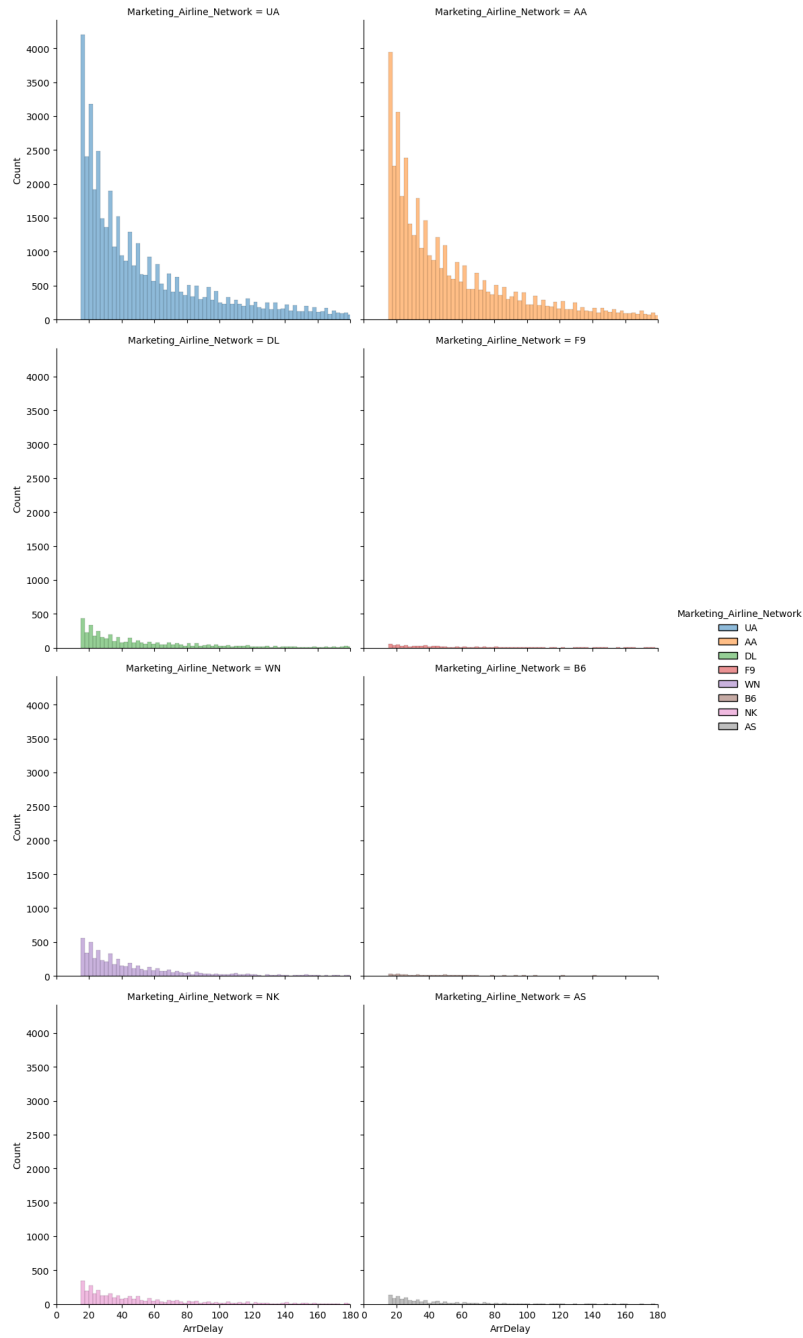 Marketing_Airline_Network = UA
Marketing_Airline_Network = AA
4000
3500
3000
2500
2000
1500
1000
500
0
Count
Marketing_Airline_Network = DL
Marketing_Airline_Network = F9
4000
3500
3000
2500
2000
1500
1000
500
0
Count
Marketing_Airline_Network
UA
AA
DL
F9
WN
B6
NK
AS
Marketing_Airline_Network = WN
Marketing_Airline_Network = B6
4000
3500
3000
2500
2000
1500
1000
500
0
Count
Marketing_Airline_Network = NK
Marketing_Airline_Network = AS
4000
3500
3000
2500
2000
1500
1000
500
0
Count
0 20 40 60 80 100 120 140 160 180
ArrDelay
20 40 60 80 100 120 140 160 180
ArrDelay